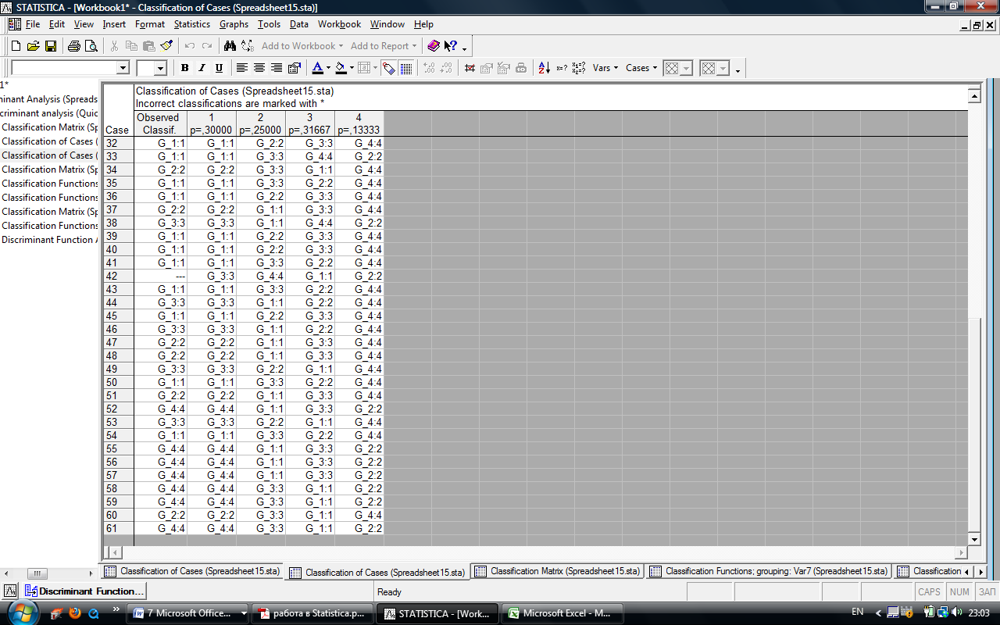 STATISTICA - [Workbook1* - Classification of Cases (Spreadsheet15.sta)]
File Edit View Insert Format Statistics Graphs Tools Data Workbook Window Help
Add to Workbook Add to Report
B I U Vars Cases
1*
minant Analysis (Spreads
criminant analysis (Quic
Classification Matrix (Sp
Classification of Cases (
Classification of Cases (
Classification Matrix (Sp
Classification Functions
Classification Functions
Classification Matrix (Sp
Classification Functions
Discriminant Function A
Classification of Cases (Spreadsheet15.sta)
Incorrect classifications are marked with *
Observed 1 2 3 4
Case Classif. p=,30000 p=,25000 p=,31667 p=,13333
32 G_1:1 G_1:1 G_2:2 G_3:3 G_4:4
33 G_1:1 G_1:1 G_3:3 G_4:4 G_2:2
34 G_2:2 G_2:2 G_3:3 G_1:1 G_4:4
35 G_1:1 G_1:1 G_3:3 G_2:2 G_4:4
36 G_1:1 G_1:1 G_2:2 G_3:3 G_4:4
37 G_2:2 G_2:2 G_1:1 G_3:3 G_4:4
38 G_3:3 G_3:3 G_1:1 G_4:4 G_2:2
39 G_1:1 G_1:1 G_2:2 G_3:3 G_4:4
40 G_1:1 G_1:1 G_2:2 G_3:3 G_4:4
41 G_1:1 G_1:1 G_3:3 G_2:2 G_4:4
42 --- G_3:3 G_4:4 G_1:1 G_2:2
43 G_1:1 G_1:1 G_3:3 G_2:2 G_4:4
44 G_3:3 G_3:3 G_1:1 G_2:2 G_4:4
45 G_1:1 G_1:1 G_2:2 G_3:3 G_4:4
46 G_3:3 G_3:3 G_1:1 G_2:2 G_4:4
47 G_2:2 G_2:2 G_1:1 G_3:3 G_4:4
48 G_2:2 G_2:2 G_1:1 G_3:3 G_4:4
49 G_3:3 G_3:3 G_2:2 G_1:1 G_4:4
50 G_1:1 G_1:1 G_3:3 G_2:2 G_4:4
51 G_2:2 G_2:2 G_1:1 G_3:3 G_4:4
52 G_4:4 G_4:4 G_1:1 G_3:3 G_2:2
53 G_3:3 G_3:3 G_2:2 G_1:1 G_4:4
54 G_1:1 G_1:1 G_3:3 G_2:2 G_4:4
55 G_4:4 G_4:4 G_1:1 G_3:3 G_2:2
56 G_4:4 G_4:4 G_1:1 G_3:3 G_2:2
57 G_4:4 G_4:4 G_1:1 G_3:3 G_2:2
58 G_4:4 G_4:4 G_3:3 G_1:1 G_2:2
59 G_4:4 G_4:4 G_3:3 G_1:1 G_2:2
60 G_2:2 G_2:2 G_3:3 G_1:1 G_4:4
61 G_4:4 G_4:4 G_3:3 G_1:1 G_2:2
Classification of Cases (Spreadsheet15.sta) Classification of Cases (Spreadsheet15.sta) Classification Matrix (Spreadsheet15.sta) Classification Functions; grouping: Var7 (Spreadsheet15.sta) Classification
Discriminant Function... Ready CAPS NUM ЗАП
7 Microsoft Office... работа в Statistica.p... STATISTICA - [Work... Microsoft Excel - M... EN 23:03